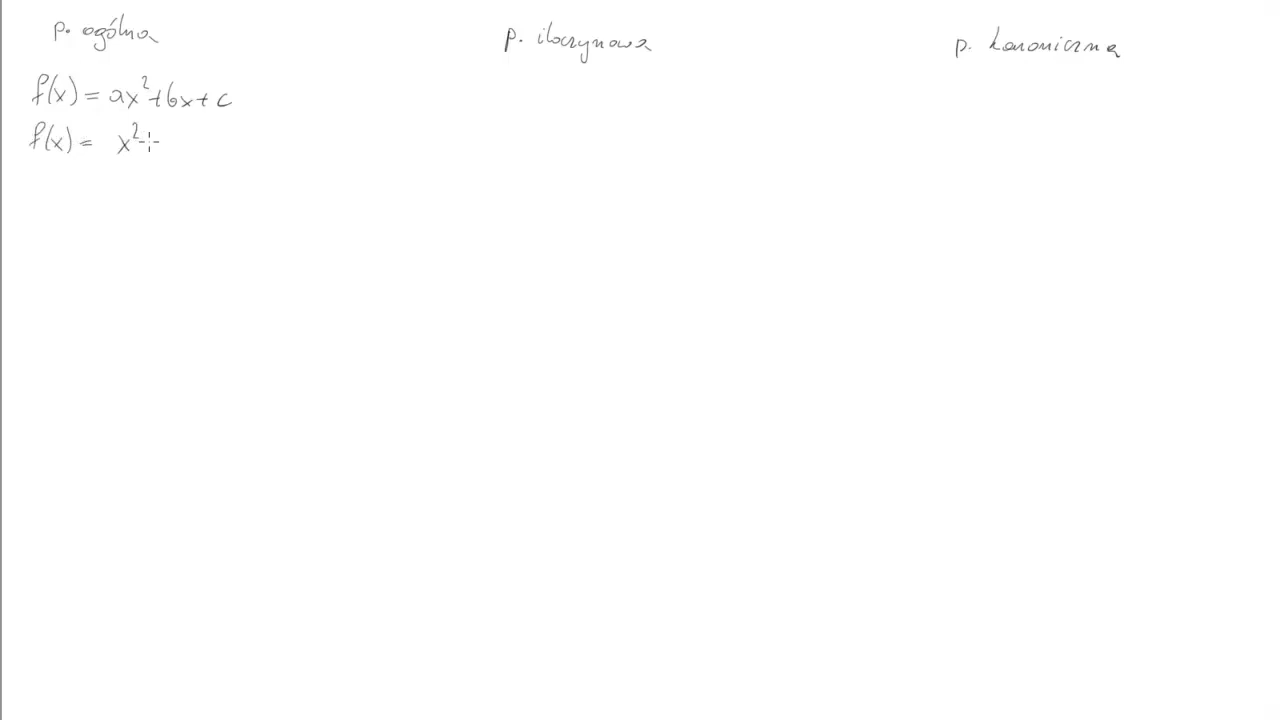 p. ogólna
p. iloczynowa
p. kanoniczna
f(x) = ax²+bx+c
f(x) = x²+